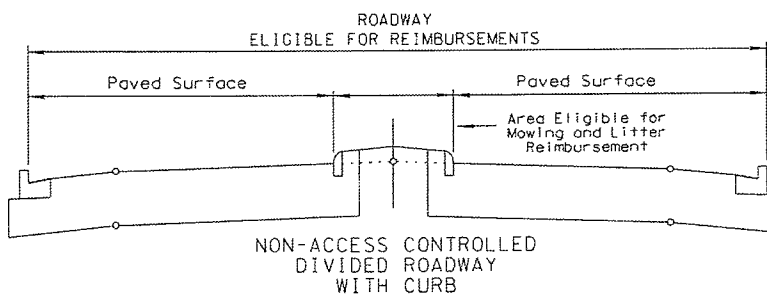 ROADWAY
ELIGIBLE FOR REIMBURSEMENTS
Paved Surface
Paved Surface
Area Eligible for
Mowing and Litter
Reimbursement
NON-ACCESS CONTROLLED
DIVIDED ROADWAY
WITH CURB